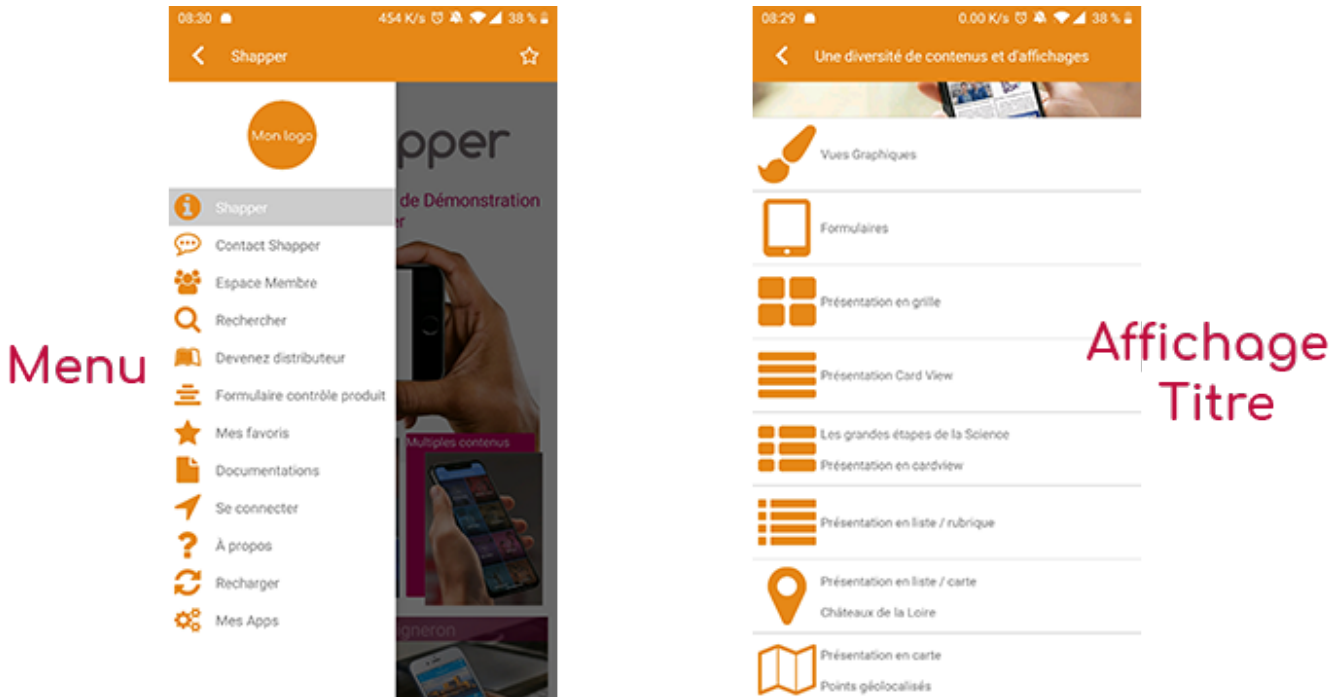 Menu
08:30
454 K/s
38 %
Shapper
Mon logo
pper
de Démonstration
er
Shapper
Contact Shapper
Espace Membre
Rechercher
Devenez distributeur
Formulaire contrôle produit
Mes favoris
Multiples contenus
Documentations
Se connecter
À propos
Recharger
Mes Apps
igneron
08:29
0.00 K/s
38 %
Une diversité de contenus et d'affichages
Vues Graphiques
Formulaires
Présentation en grille
Présentation Card View
Les grandes étapes de la Science
Présentation en cardview
Présentation en liste / rubrique
Présentation en liste / carte
Châteaux de la Loire
Présentation en carte
Points géolocalisés
Affichage
Titre